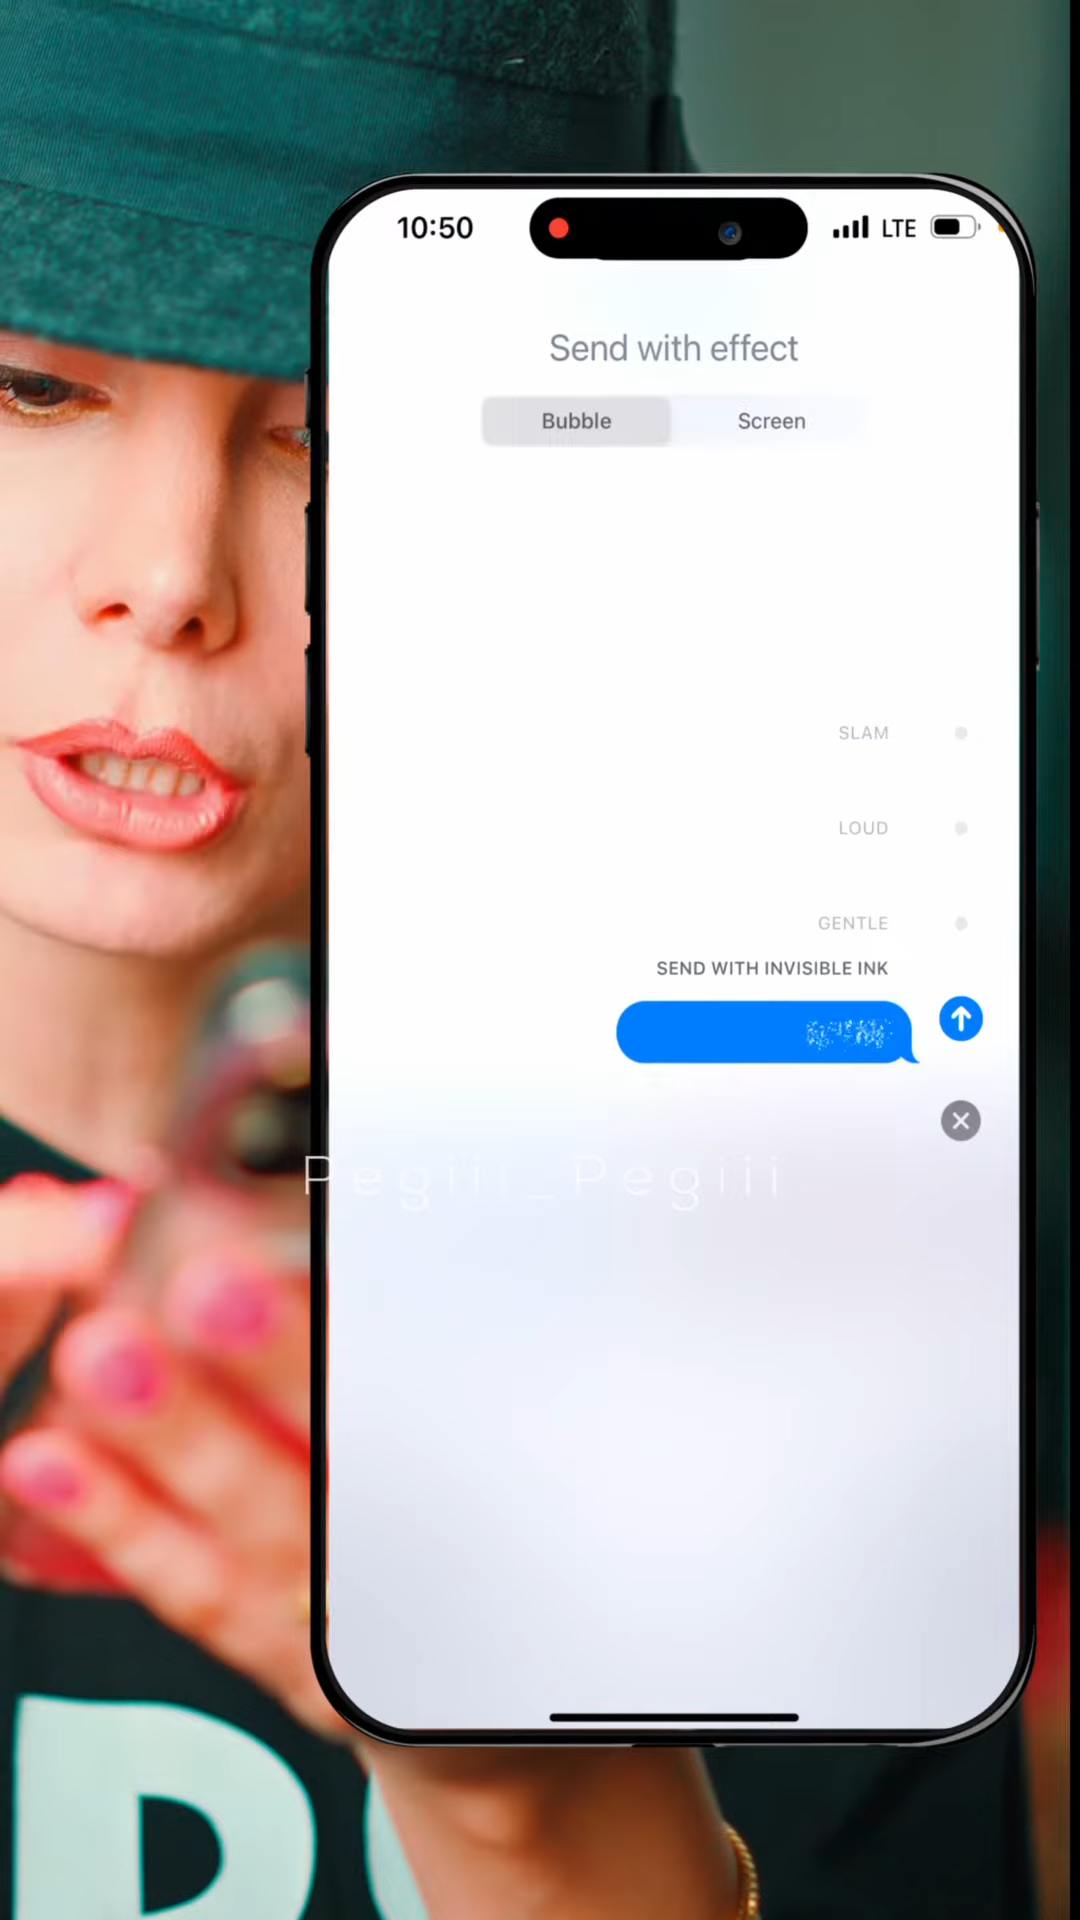 10:50 LTE
Send with effect
Bubble Screen
SLAM
LOUD
GENTLE
SEND WITH INVISIBLE INK
Pegiii_Pegiii